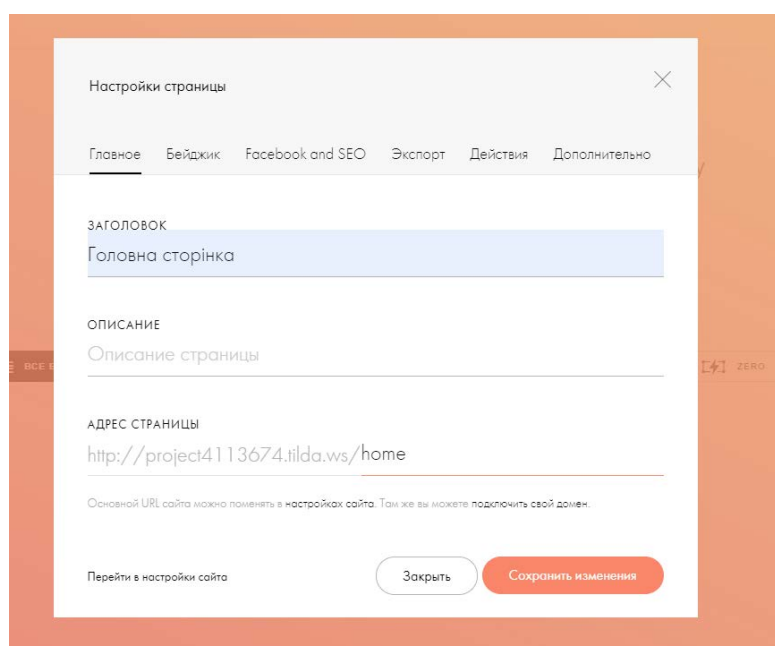 Настройки страницы
Главное Бейджик Facebook and SEO Экспорт Действия Дополнительно
ЗАГОЛОВОК
Головна сторінка
ОПИСАНИЕ
Описание страницы
ВСЕ
ZERO
АДРЕС СТРАНИЦЫ
http://project4113674.tilda.ws/home
Основной URL сайта можно поменять в настройках сайта. Там же вы можете подключить свой домен.
Перейти в настройки сайта Закрыть Сохранить изменения